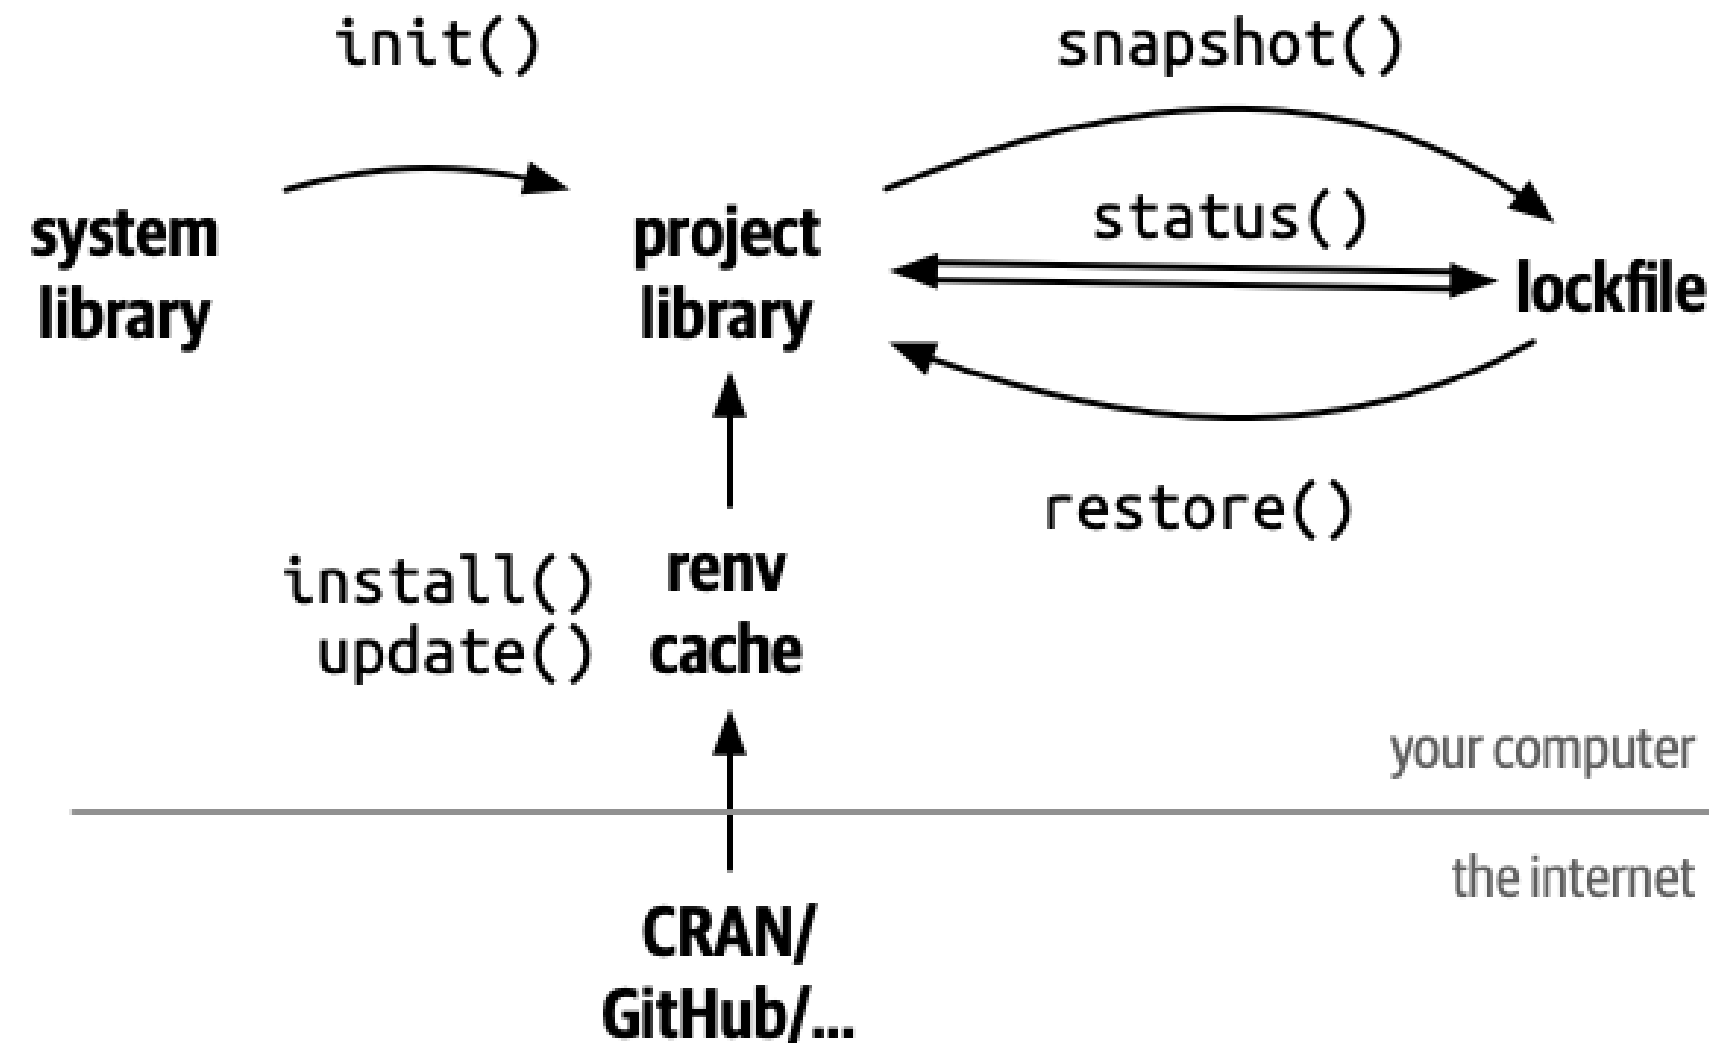 init()
snapshot()
system
library
project
library
status()
lockfile
restore()
install()
update()
renv
cache
your computer
the internet
CRAN/
GitHub/...